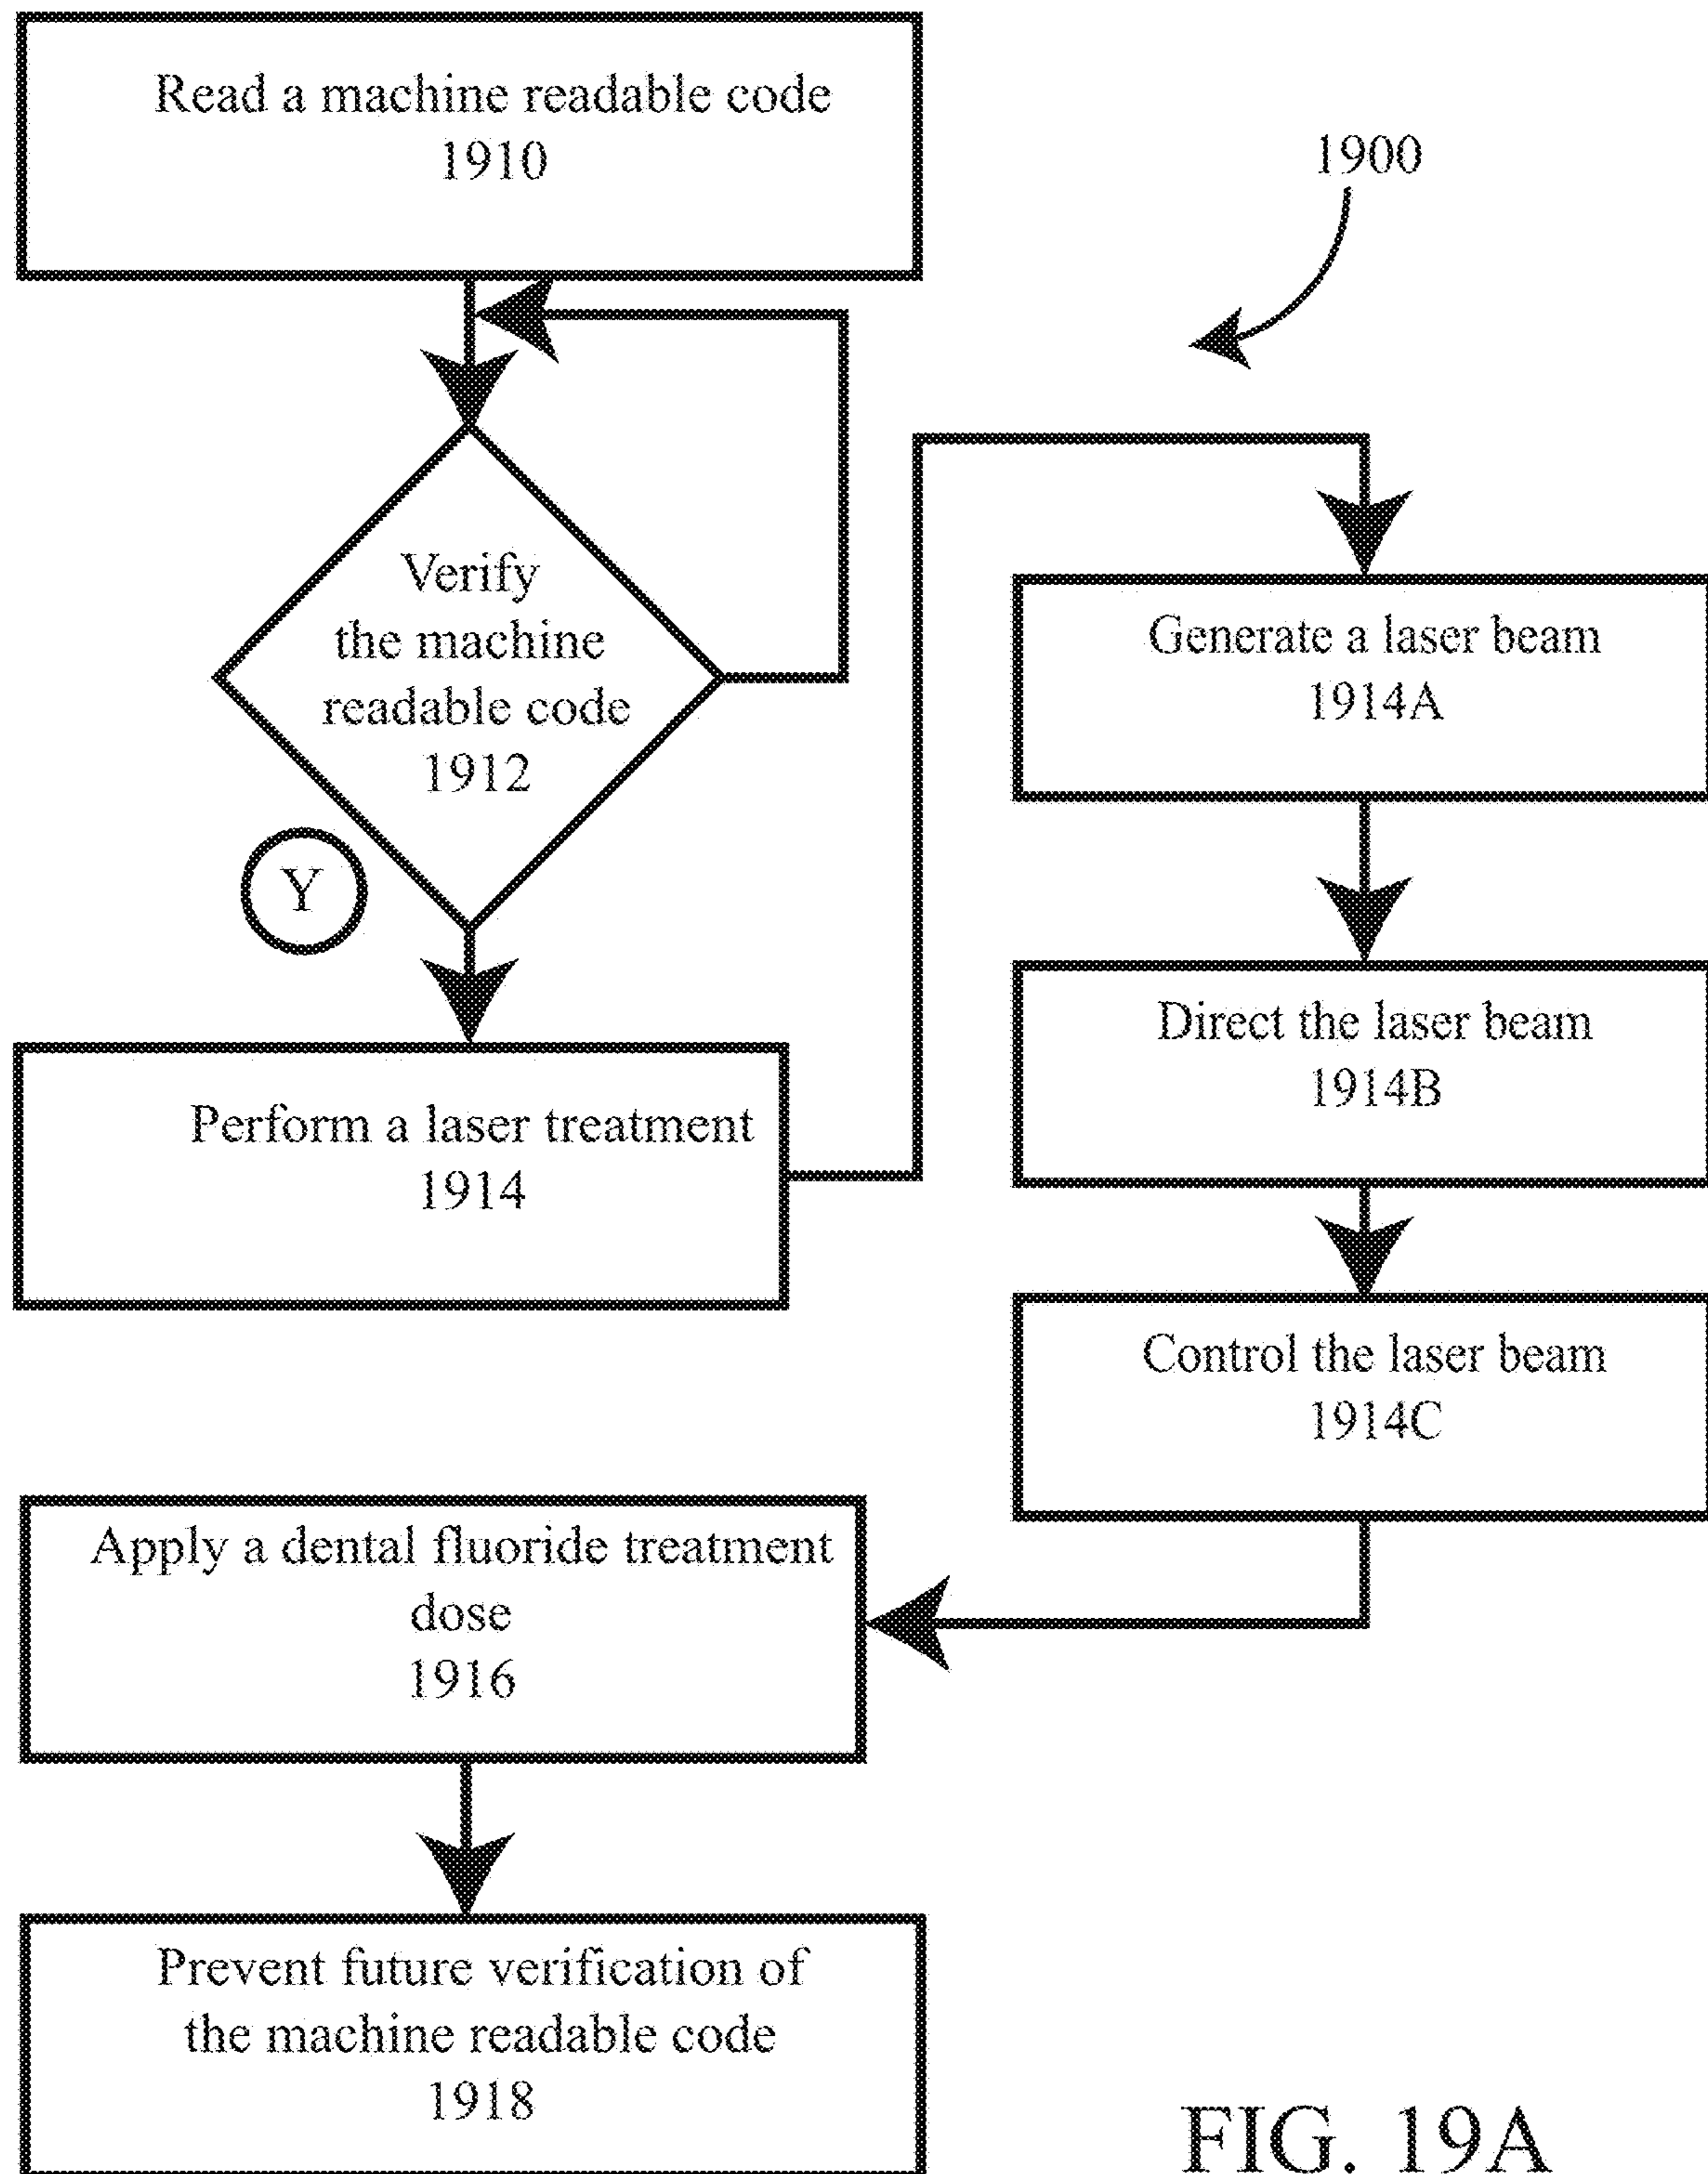 Read a machine readable code
1910
1900
Verify
the machine
readable code
1912
Y
Perform a laser treatment
1914
Generate a laser beam
1914A
Direct the laser beam
1914B
Control the laser beam
1914C
Apply a dental fluoride treatment
dose
1916
Prevent future verification of
the machine readable code
1918
FIG. 19A